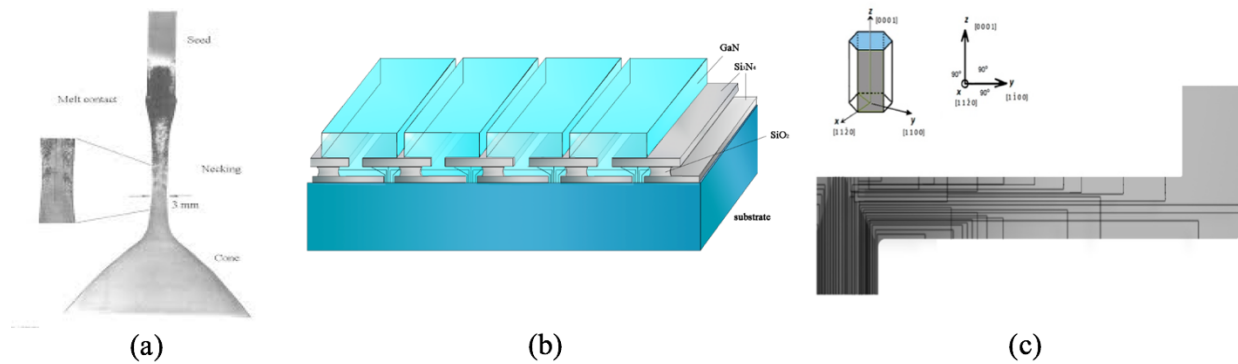 Seed
Melt contact
Necking
3 mm
Cone
(a)
GaN
Si₃N₄
SiO₂
substrate
(b)
z
[0001]
x
[112̄0]
y
[11̄00]
z
[0001]
90°
90°
90°
x
[112̄0]
y
[11̄00]
(c)